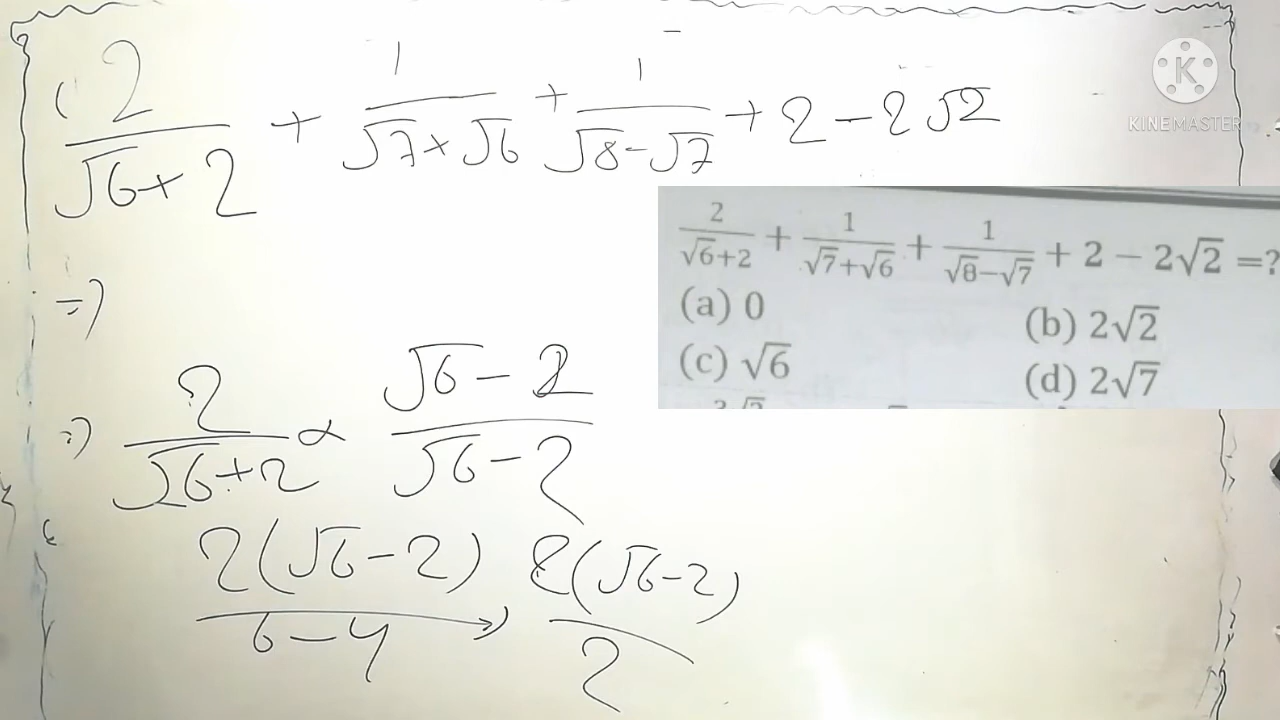 2/(√6+2) + 1/(√7+√6) + 1/(√8-√7) + 2-2√2
KINEMASTER
2/(√6+2) + 1/(√7+√6) + 1/(√8-√7) + 2 - 2√2 =?
(a) 0 (b) 2√2
(c) √6 (d) 2√7
=)
=) 2/(√6+2) × (√6-2)/(√6-2)
2(√6-2)/(6-4) → 2(√6-2)/2